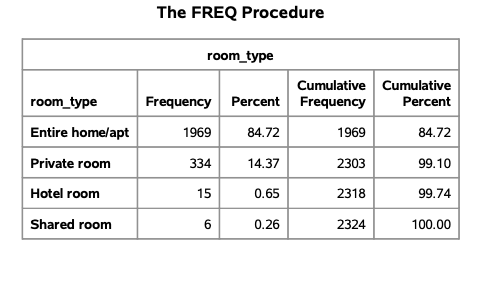 The FREQ Procedure
room_type
room_type Frequency Percent Cumulative Frequency Cumulative Percent
Entire home/apt 1969 84.72 1969 84.72
Private room 334 14.37 2303 99.10
Hotel room 15 0.65 2318 99.74
Shared room 6 0.26 2324 100.00